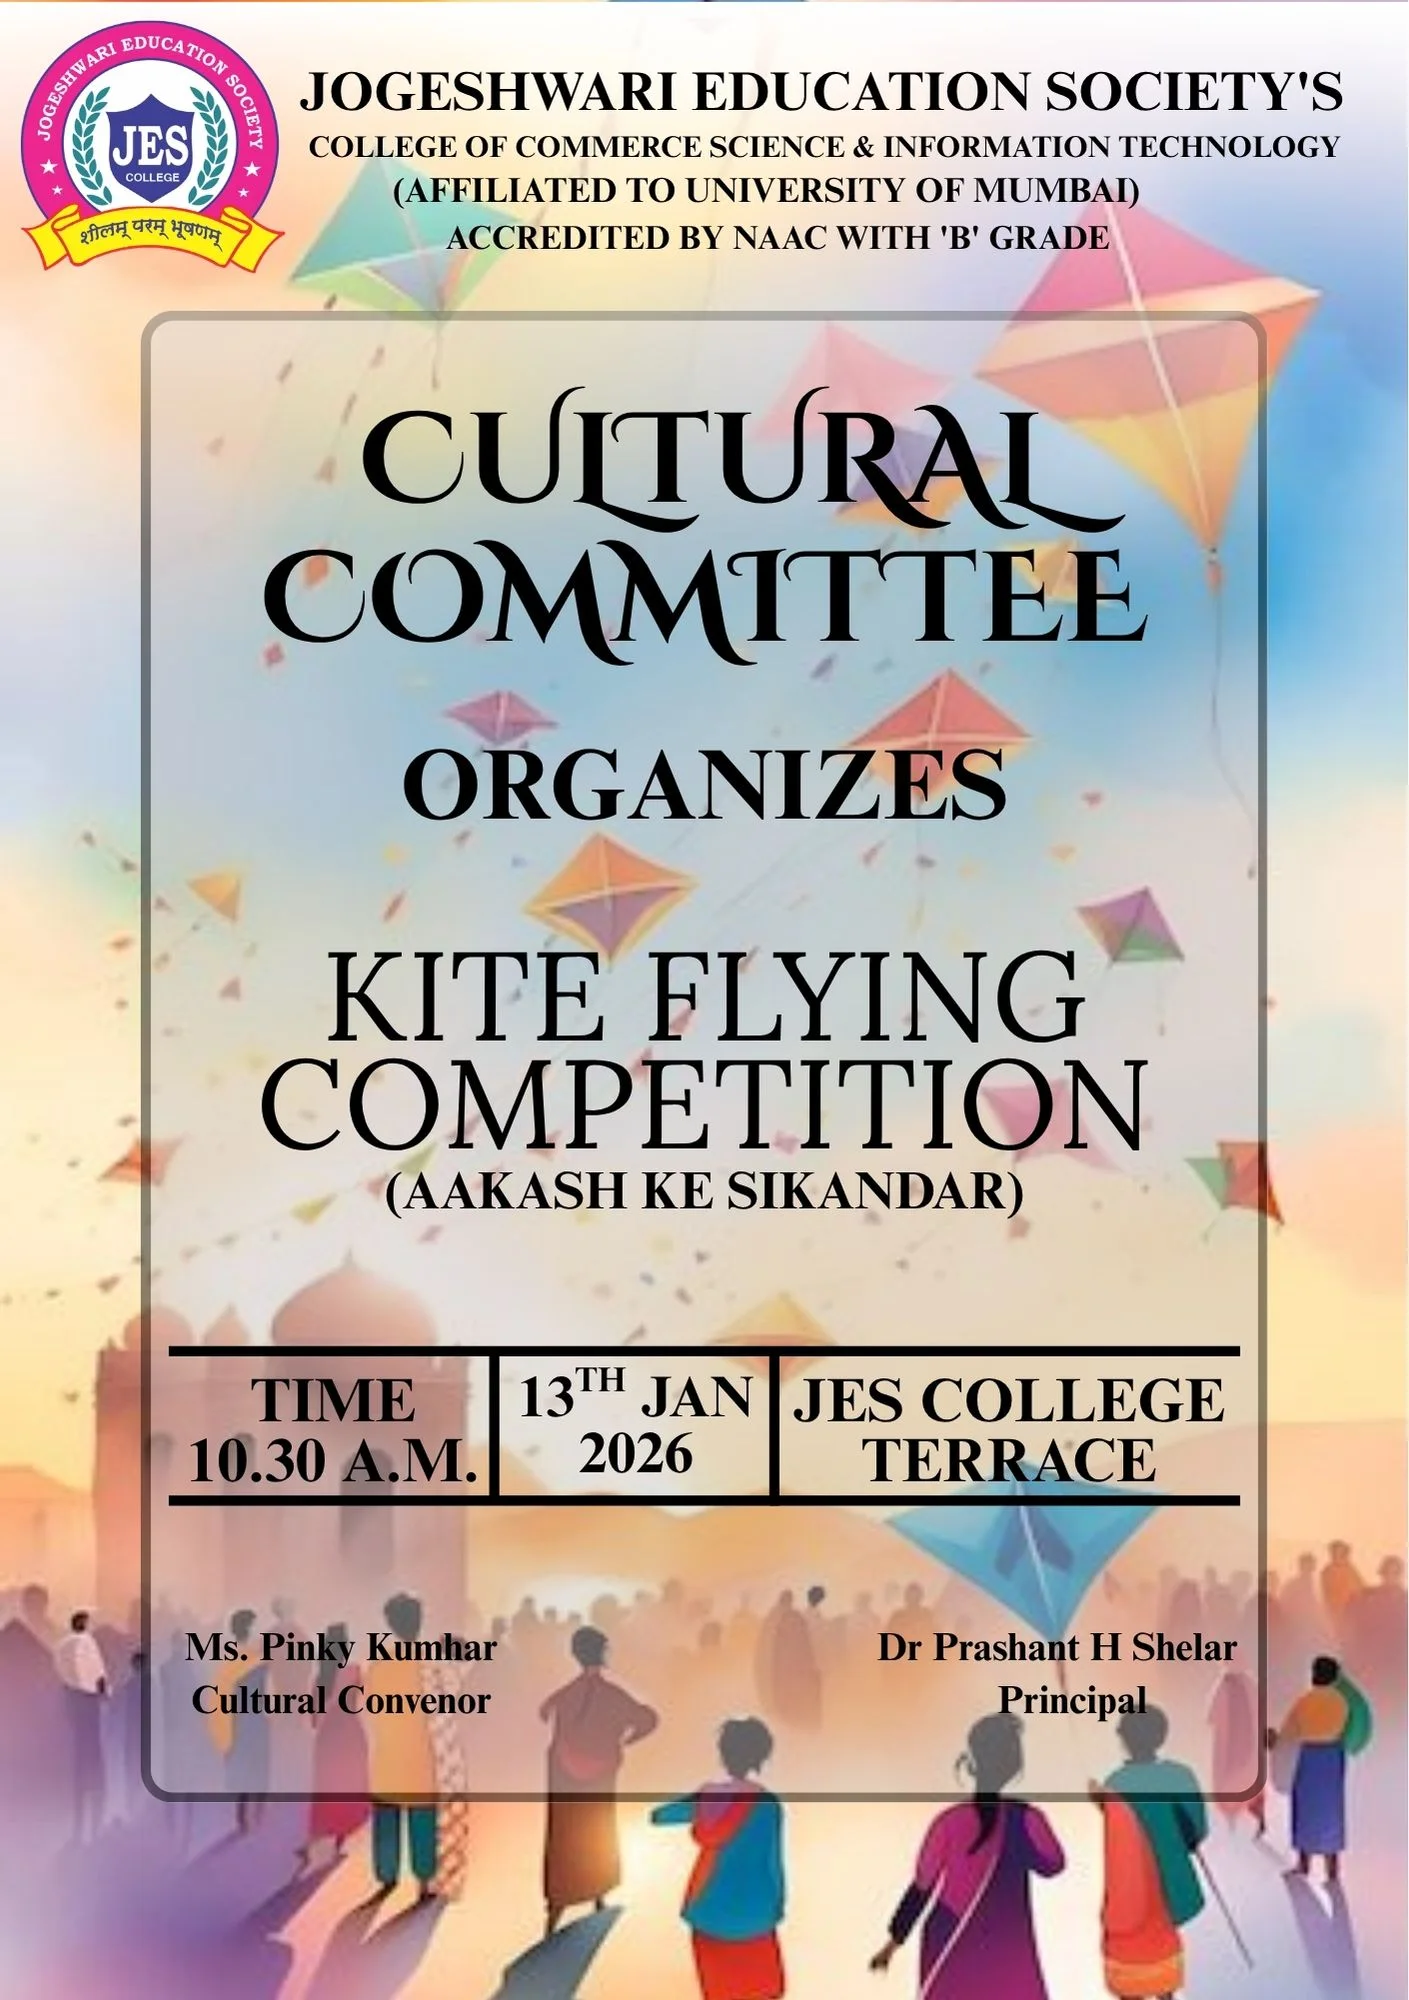 JOGESHWARI EDUCATION SOCIETY
JES
COLLEGE
शीलम् परम् भूषणम्
JOGESHWARI EDUCATION SOCIETY'S
COLLEGE OF COMMERCE SCIENCE & INFORMATION TECHNOLOGY
(AFFILIATED TO UNIVERSITY OF MUMBAI)
ACCREDITED BY NAAC WITH 'B' GRADE
CULTURAL
COMMITTEE
ORGANIZES
KITE FLYING
COMPETITION
(AAKASH KE SIKANDAR)
TIME
10.30 A.M.
13TH JAN
2026
JES COLLEGE
TERRACE
Ms. Pinky Kumhar
Cultural Convenor
Dr Prashant H Shelar
Principal